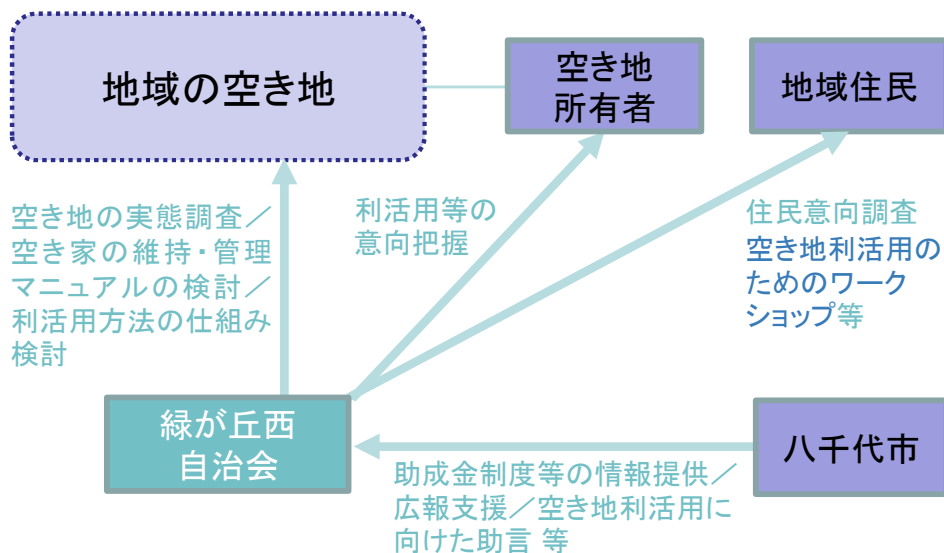 地域の空き地
空き地
所有者
地域住民
空き地の実態調査／
空き家の維持・管理
マニュアルの検討／
利活用方法の仕組み
検討
利活用等の
意向把握
住民意向調査
空き地利活用の
ためのワーク
ショップ等
緑が丘西
自治会
八千代市
助成金制度等の情報提供／
広報支援／空き地利活用に
向けた助言 等